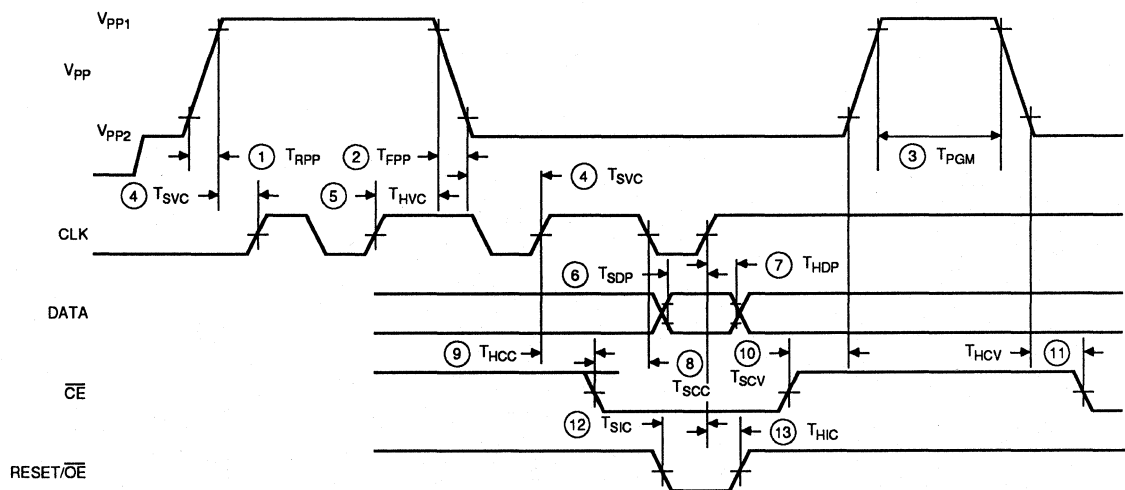 VPP1
VPP
VPP2
① TRPP
② TFPP
③ TPGM
④ TSVC
⑤ THVC
④ TSVC
CLK
⑥ TSDP
⑦ THDP
DATA
⑨ THCC
⑧ TSCC
⑩ TSCV
THCV ⑪
CE
⑫ TSIC
⑬ THIC
RESET/OE